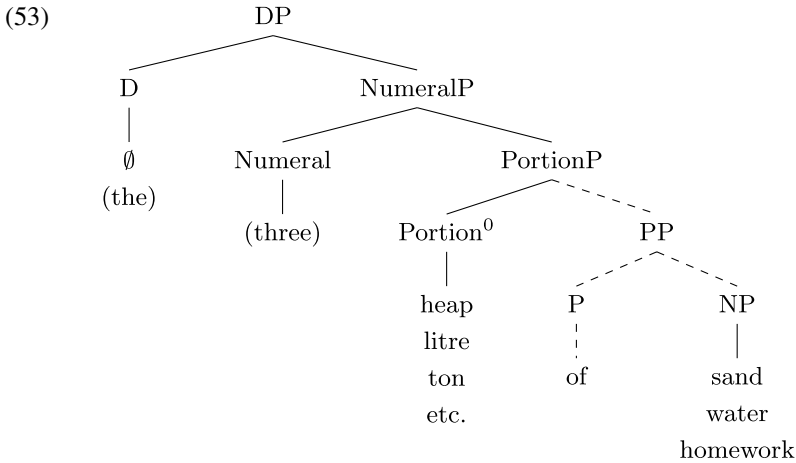 (53) DP
D NumeralP
∅ Numeral PortionP
(the)
(three) Portion⁰ PP
heap P NP
litre
ton of sand
etc. water
homework